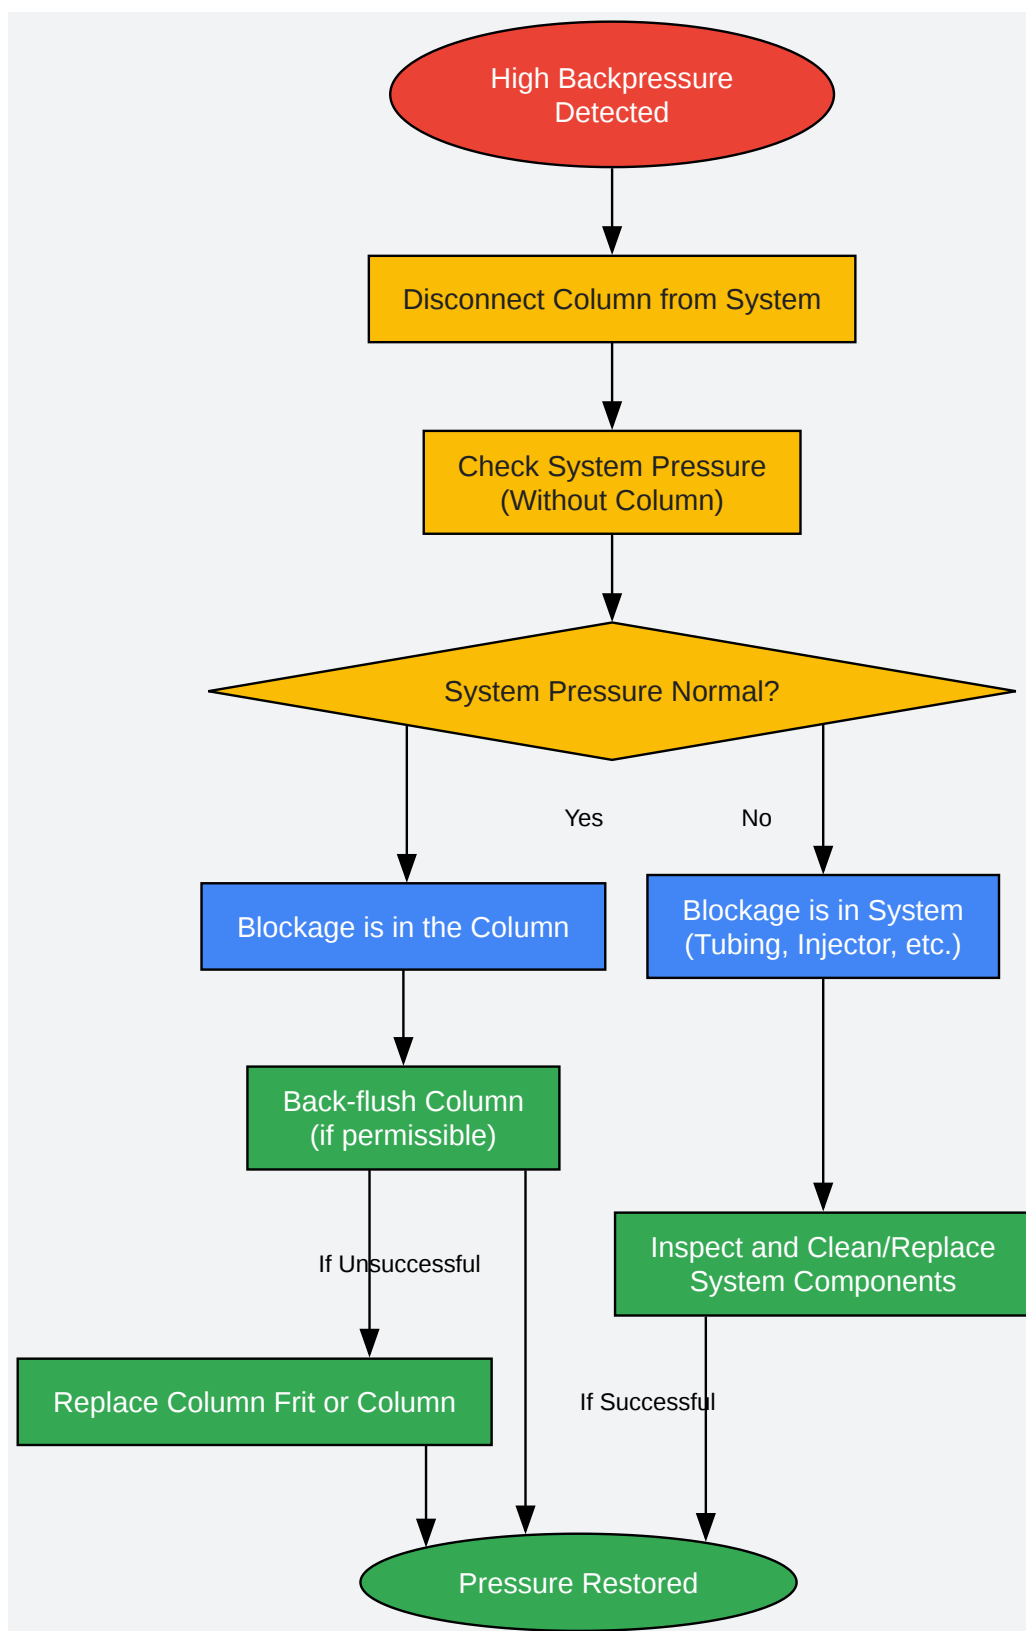 High Backpressure
Detected
Disconnect Column from System
Check System Pressure
(Without Column)
System Pressure Normal?
Yes
No
Blockage is in the Column
Blockage is in System
(Tubing, Injector, etc.)
Back-flush Column
(if permissible)
Inspect and Clean/Replace
System Components
If Unsuccessful
Replace Column Frit or Column
If Successful
Pressure Restored